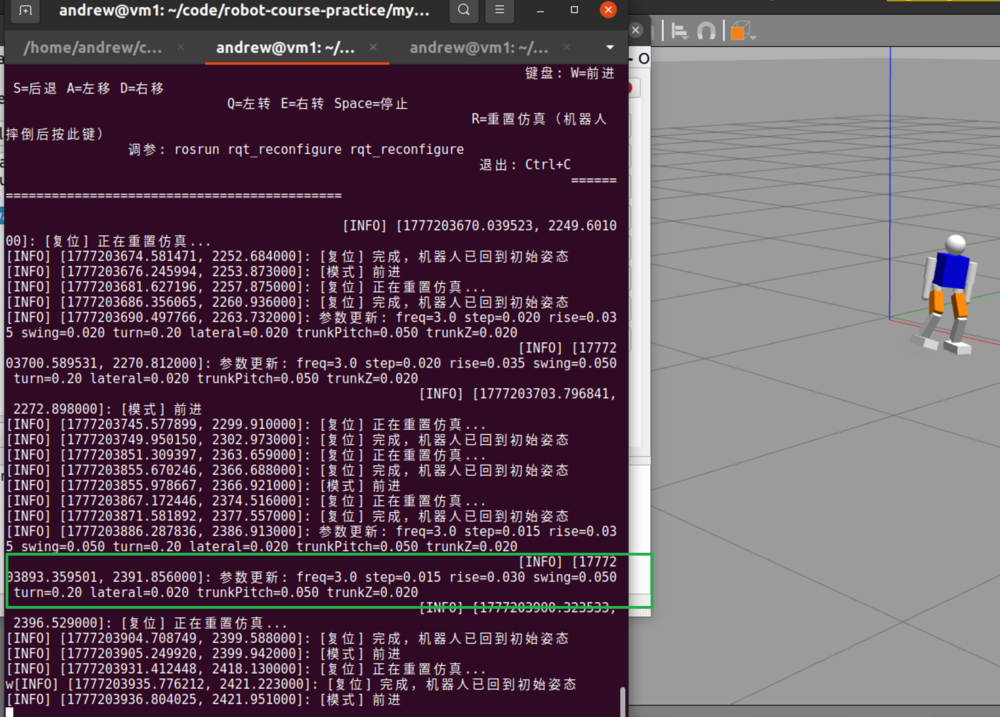 andrew@vm1: ~/code/robot-course-practice/my...
/home/andrew/c...
andrew@vm1: ~/...
andrew@vm1: ~/...
键盘: W=前进
S=后退 A=左移 D=右移
Q=左转 E=右转 Space=停止
R=重置仿真（机器人
摔倒后按此键）
调参: rosrun rqt_reconfigure rqt_reconfigure
退出: Ctrl+C
======
============================================
[INFO] [1777203670.039523, 2249.6010
00]: [复位] 正在重置仿真...
[INFO] [1777203674.581471, 2252.684000]: [复位] 完成，机器人已回到初始姿态
[INFO] [1777203676.245994, 2253.873000]: [模式] 前进
[INFO] [1777203681.627196, 2257.875000]: [复位] 正在重置仿真...
[INFO] [1777203686.356065, 2260.936000]: [复位] 完成，机器人已回到初始姿态
[INFO] [1777203690.497766, 2263.732000]: 参数更新: freq=3.0 step=0.020 rise=0.03
5 swing=0.020 turn=0.20 lateral=0.020 trunkPitch=0.050 trunkZ=0.020
[INFO] [17772
03700.589531, 2270.812000]: 参数更新: freq=3.0 step=0.020 rise=0.035 swing=0.050
turn=0.20 lateral=0.020 trunkPitch=0.050 trunkZ=0.020
[INFO] [1777203703.796841,
2272.898000]: [模式] 前进
[INFO] [1777203745.577899, 2299.910000]: [复位] 正在重置仿真...
[INFO] [1777203749.950150, 2302.973000]: [复位] 完成，机器人已回到初始姿态
[INFO] [1777203851.309397, 2363.659000]: [复位] 正在重置仿真...
[INFO] [1777203855.670246, 2366.688000]: [复位] 完成，机器人已回到初始姿态
[INFO] [1777203855.978667, 2366.921000]: [模式] 前进
[INFO] [1777203867.172446, 2374.516000]: [复位] 正在重置仿真...
[INFO] [1777203871.581892, 2377.557000]: [复位] 完成，机器人已回到初始姿态
[INFO] [1777203886.287836, 2386.913000]: 参数更新: freq=3.0 step=0.015 rise=0.03
5 swing=0.050 turn=0.20 lateral=0.020 trunkPitch=0.050 trunkZ=0.020
[INFO] [17772
03893.359501, 2391.856000]: 参数更新: freq=3.0 step=0.015 rise=0.030 swing=0.050
turn=0.20 lateral=0.020 trunkPitch=0.050 trunkZ=0.020
[INFO] [1777203900.323533,
2396.529000]: [复位] 正在重置仿真...
[INFO] [1777203904.708749, 2399.588000]: [复位] 完成，机器人已回到初始姿态
[INFO] [1777203905.249920, 2399.942000]: [模式] 前进
[INFO] [1777203931.412448, 2418.130000]: [复位] 正在重置仿真...
w[INFO] [1777203935.776212, 2421.223000]: [复位] 完成，机器人已回到初始姿态
[INFO] [1777203936.804025, 2421.951000]: [模式] 前进